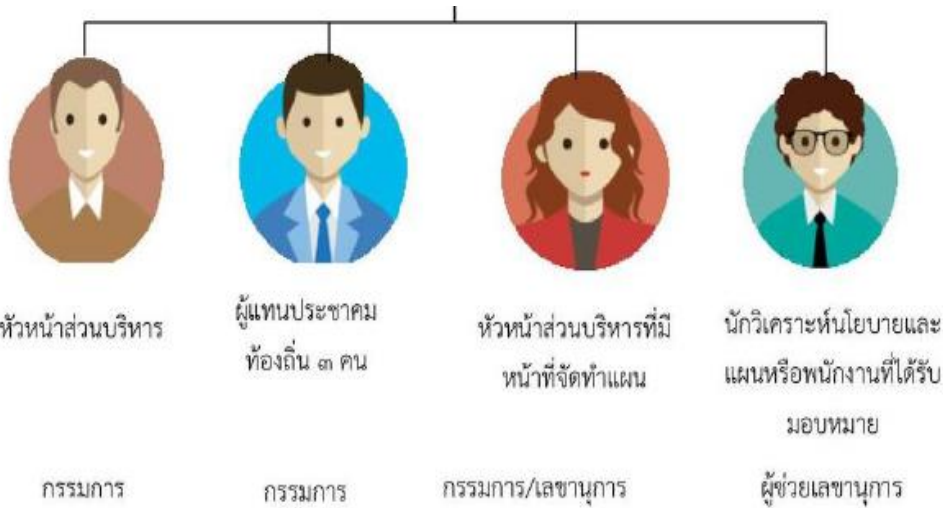 หัวหน้าส่วนบริหาร
ผู้แทนประชาคม
ท้องถิ่น ๓ คน
หัวหน้าส่วนบริหารที่มี
หน้าที่จัดทำแผน
นักวิเคราะห์นโยบายและ
แผนหรือพนักงานที่ได้รับ
มอบหมาย
กรรมการ
กรรมการ
กรรมการ/เลขานุการ
ผู้ช่วยเลขานุการ